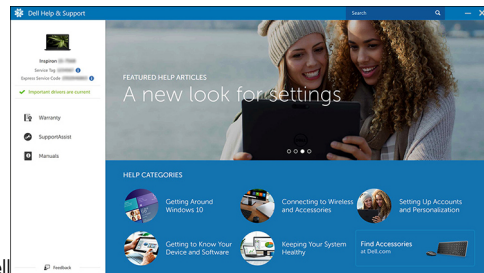 Dell Help & Support
Search
Inspiron
Service Tag
Express Service Code
Important drivers are current
Warranty
SupportAssist
Manuals
Feedback
FEATURED HELP ARTICLES
A new look for settings
HELP CATEGORIES
Getting Around
Windows 10
Connecting to Wireless
and Accessories
Setting Up Accounts
and Personalization
Getting to Know Your
Device and Software
Keeping Your System
Healthy
Find Accessories
at Dell.com
ell